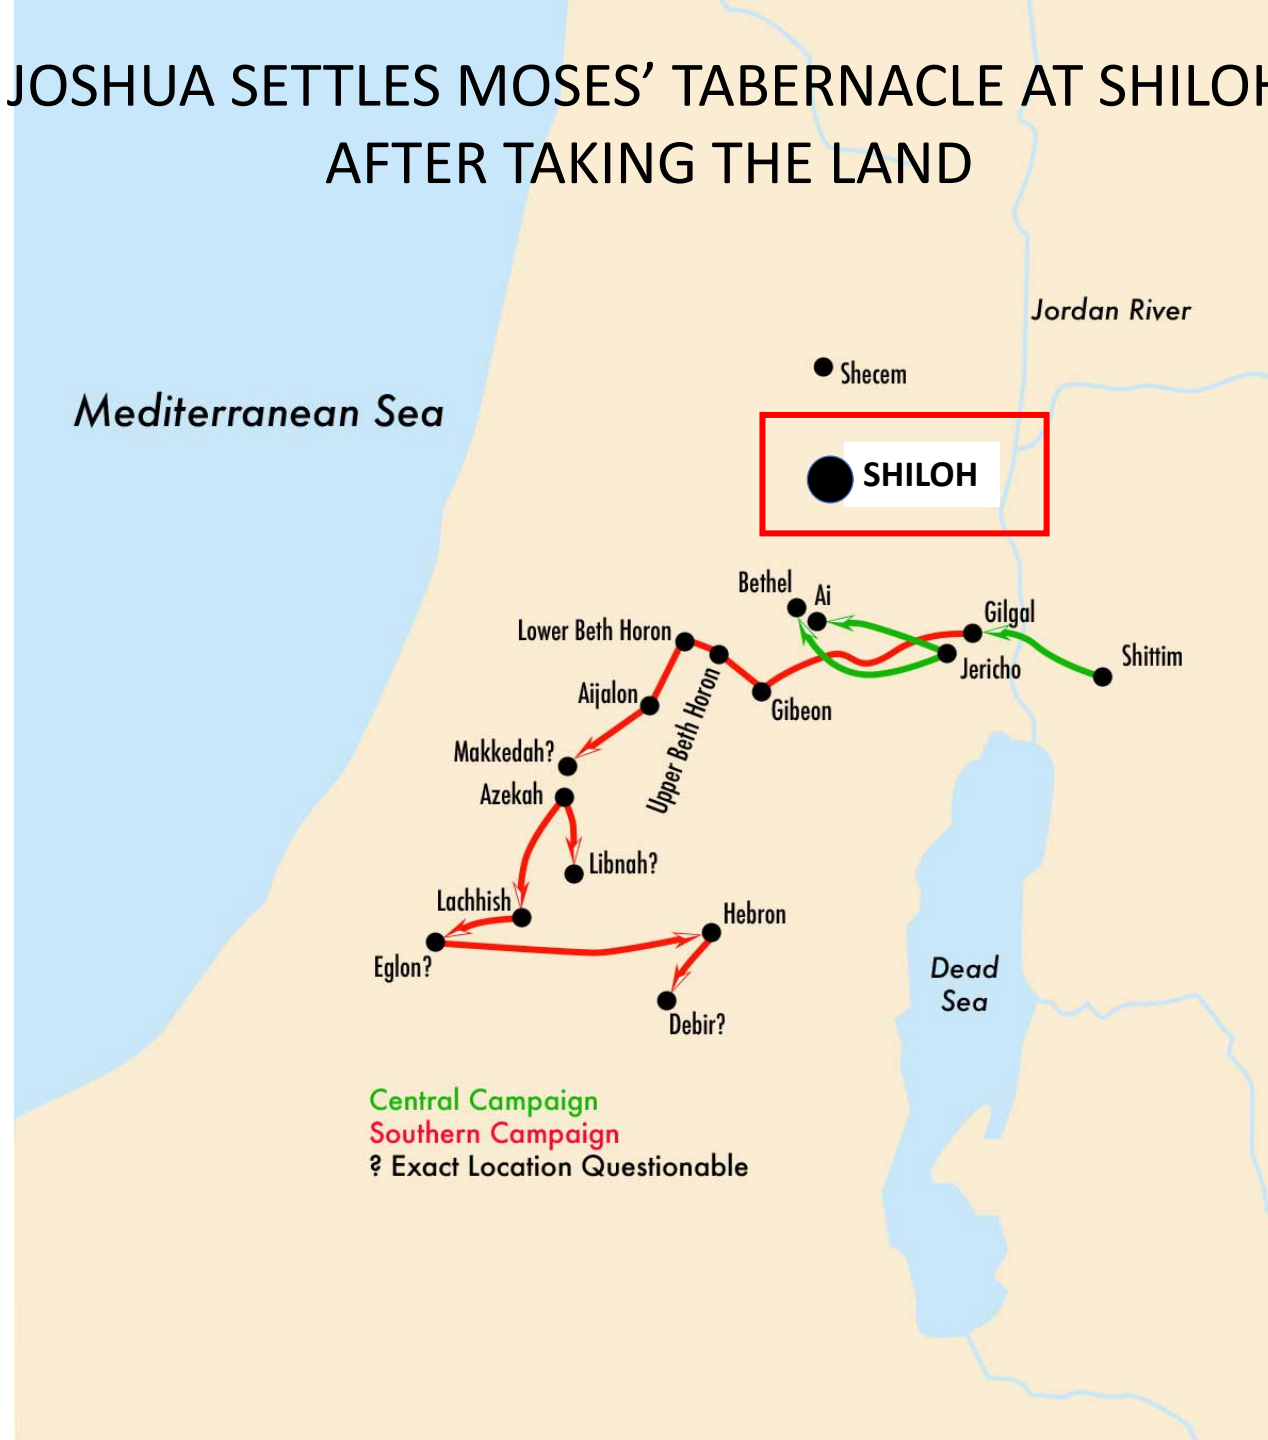 JOSHUA SETTLES MOSES’ TABERNACLE AT SHILOH
AFTER TAKING THE LAND
Jordan River
Shecem
Mediterranean Sea
SHILOH
Bethel
Ai
Gilgal
Lower Beth Horon
Shittim
Jericho
Aijalon
Gibeon
Upper Beth Horon
Makkedah?
Azekah
Libnah?
Lachhish
Hebron
Eglon?
Dead
Sea
Debir?
Central Campaign
Southern Campaign
? Exact Location Questionable